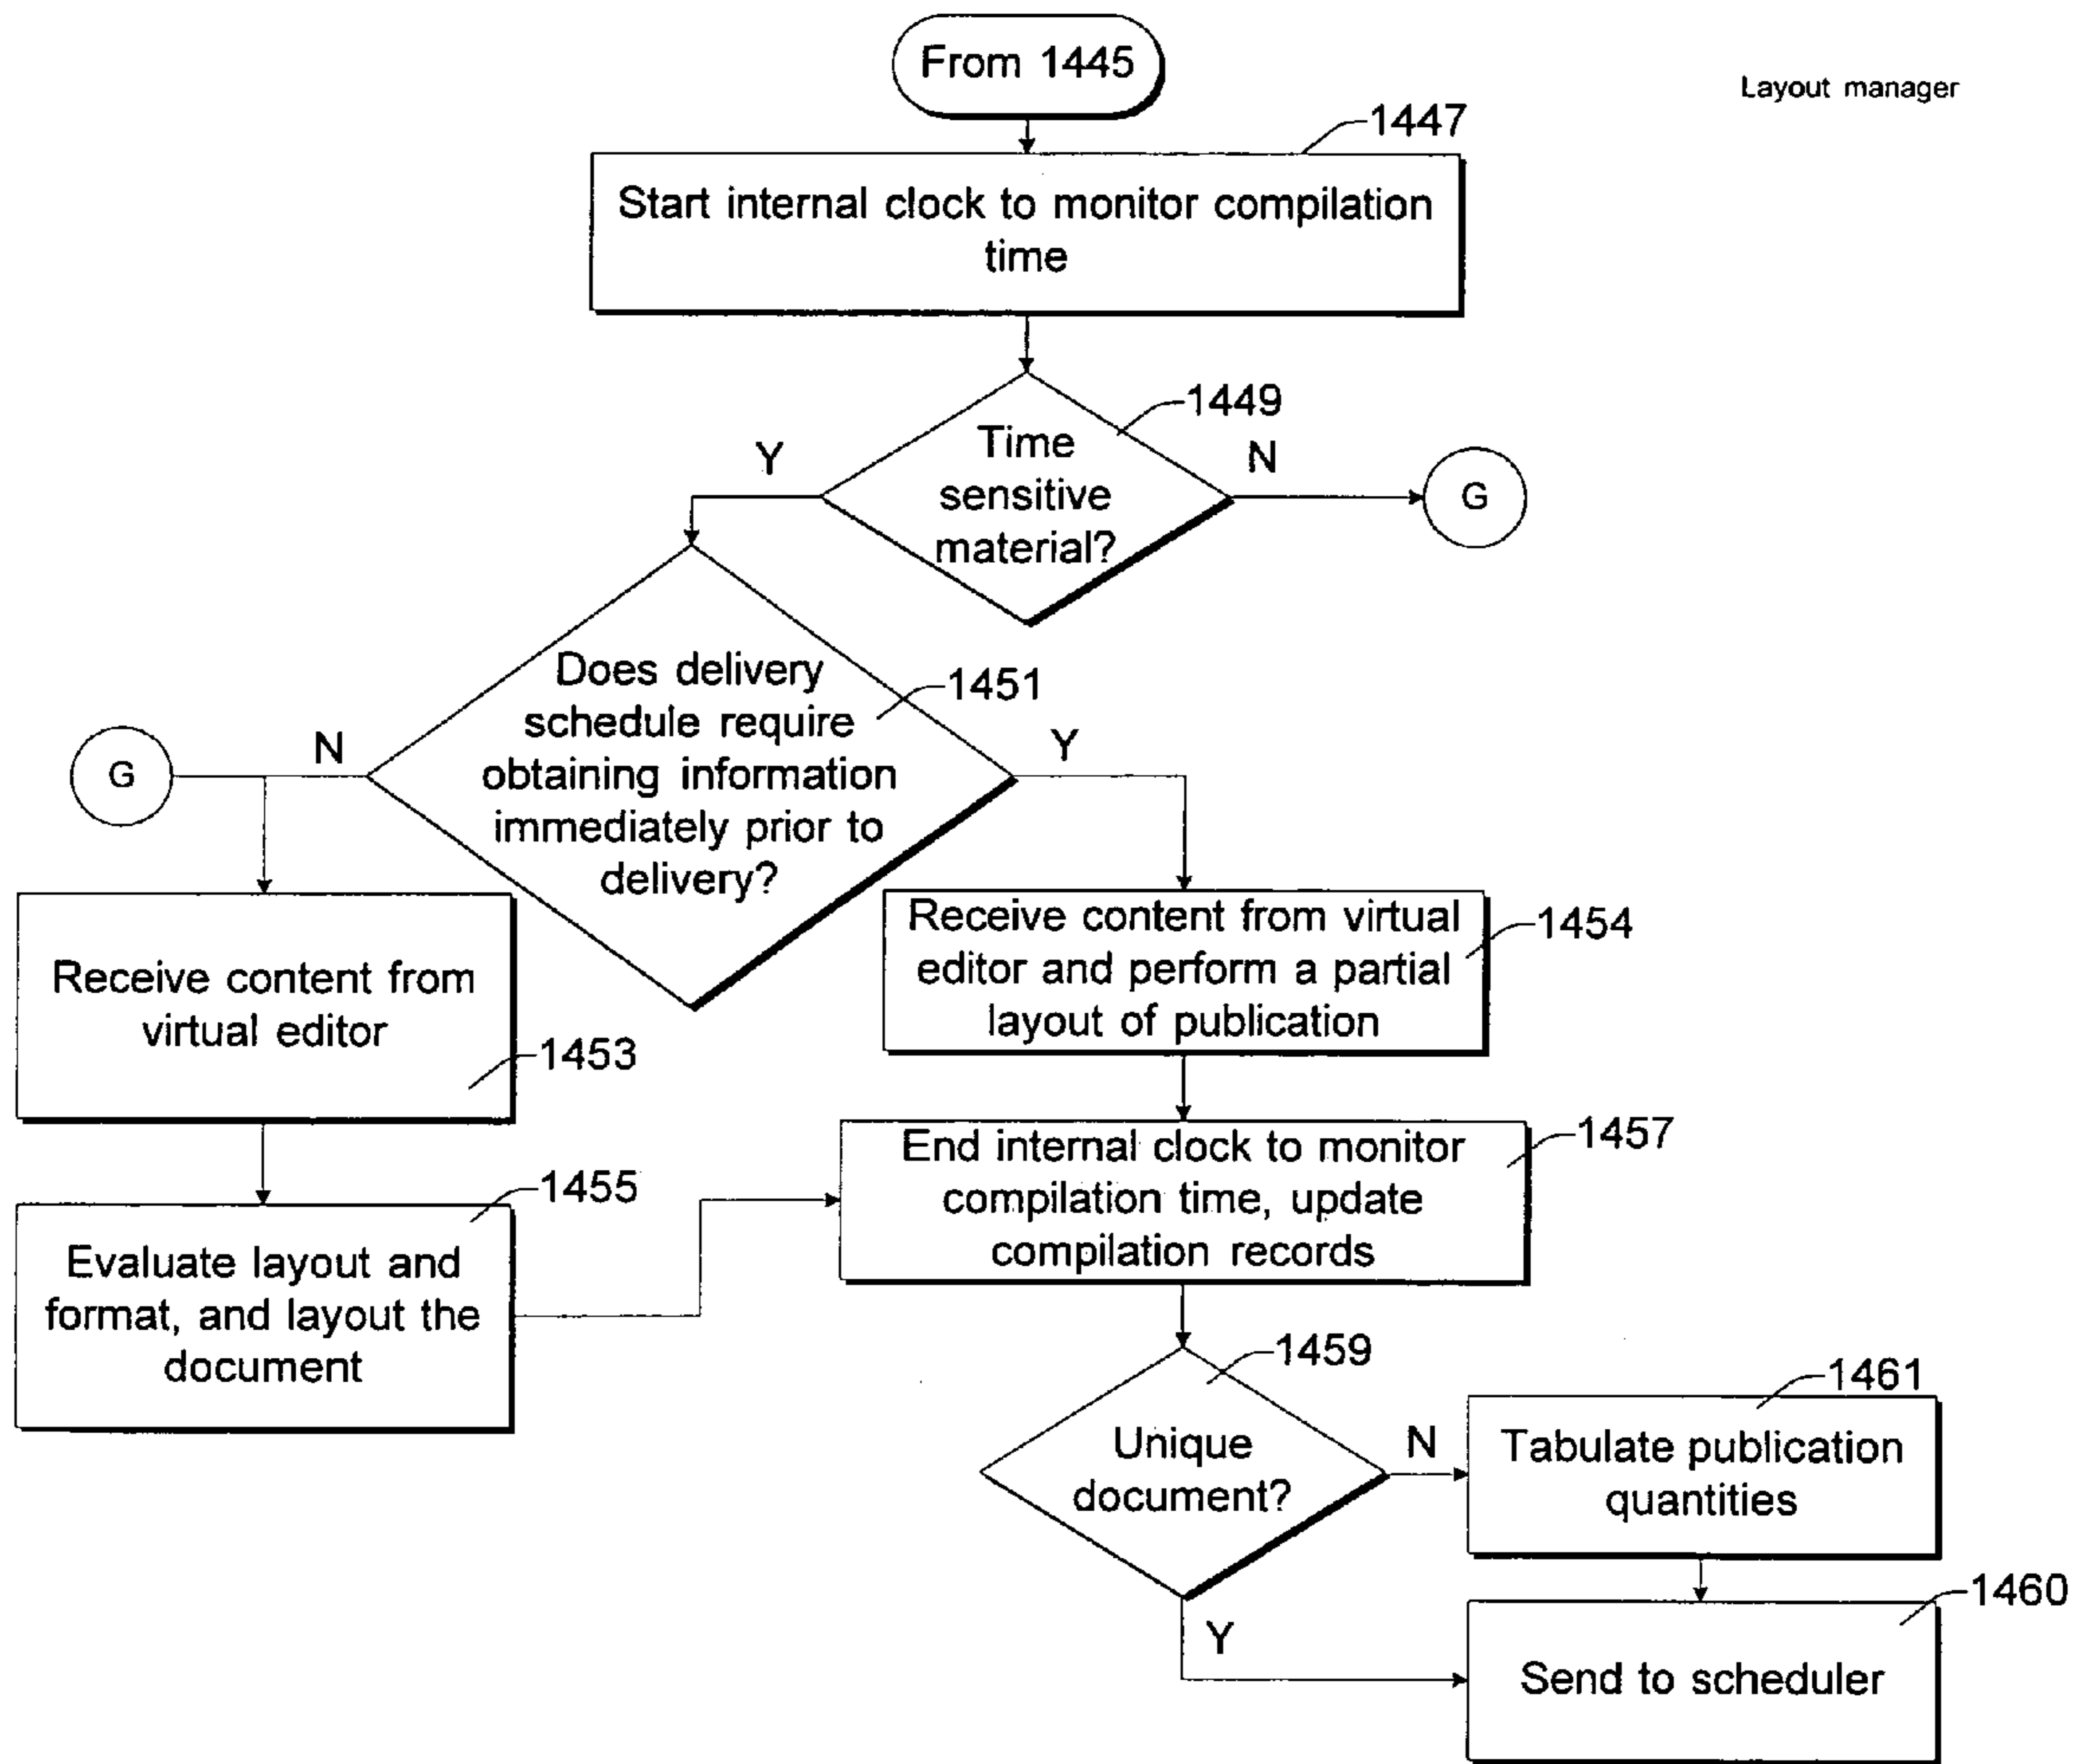 From 1445
Layout manager
1447
Start internal clock to monitor compilation
time
1449
Time
sensitive
material?
Y
N
G
Does delivery
schedule require
obtaining information
immediately prior to
delivery?
1451
N
Y
G
Receive content from
virtual editor
1453
Receive content from virtual
editor and perform a partial
layout of publication
1454
Evaluate layout and
format, and layout the
document
1455
End internal clock to monitor
compilation time, update
compilation records
1457
Unique
document?
1459
N
Y
Tabulate publication
quantities
1461
Send to scheduler
1460